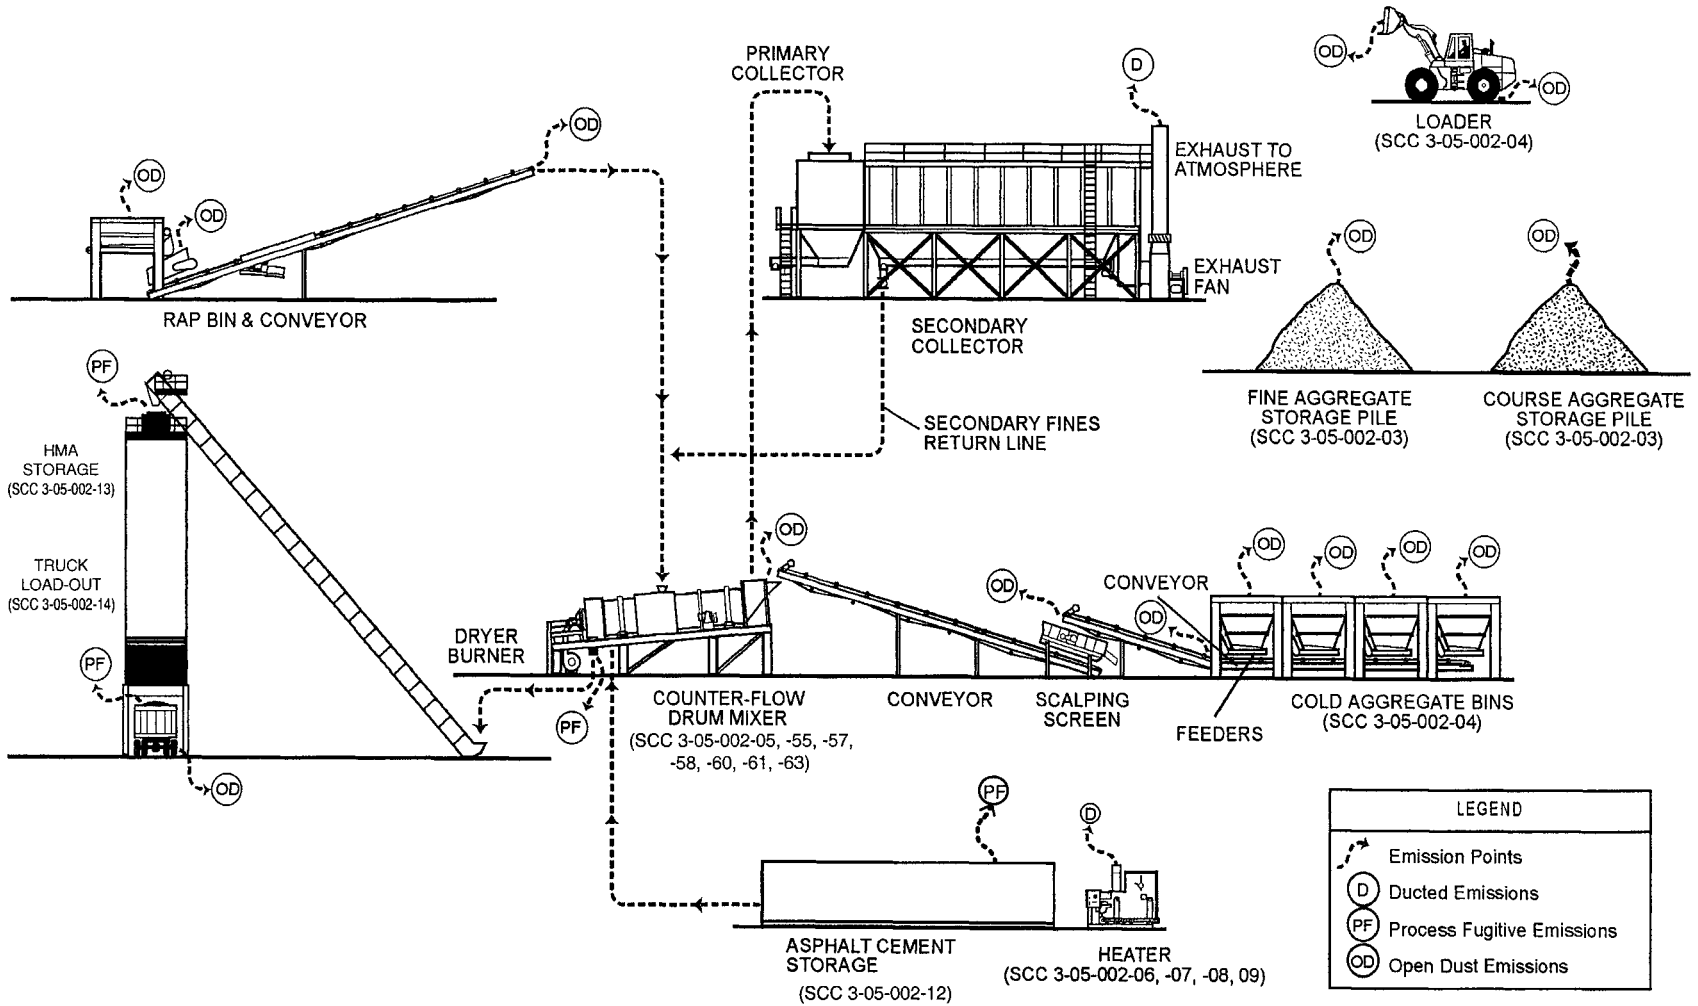 PRIMARY
COLLECTOR
D
OD
OD
LOADER
(SCC 3-05-002-04)
OD
OD
OD
RAP BIN & CONVEYOR
EXHAUST TO
ATMOSPHERE
EXHAUST
FAN
SECONDARY
COLLECTOR
SECONDARY FINES
RETURN LINE
OD
OD
FINE AGGREGATE
STORAGE PILE
(SCC 3-05-002-03)
COURSE AGGREGATE
STORAGE PILE
(SCC 3-05-002-03)
PF
HMA
STORAGE
(SCC 3-05-002-13)
TRUCK
LOAD-OUT
(SCC 3-05-002-14)
PF
OD
DRYER
BURNER
PF
COUNTER-FLOW
DRUM MIXER
(SCC 3-05-002-05, -55, -57,
-58, -60, -61, -63)
OD
CONVEYOR
OD
SCALPING
SCREEN
CONVEYOR
OD
FEEDERS
OD
OD
OD
OD
COLD AGGREGATE BINS
(SCC 3-05-002-04)
PF
ASPHALT CEMENT
STORAGE
(SCC 3-05-002-12)
D
HEATER
(SCC 3-05-002-06, -07, -08, 09)
LEGEND
Emission Points
D Ducted Emissions
PF Process Fugitive Emissions
OD Open Dust Emissions